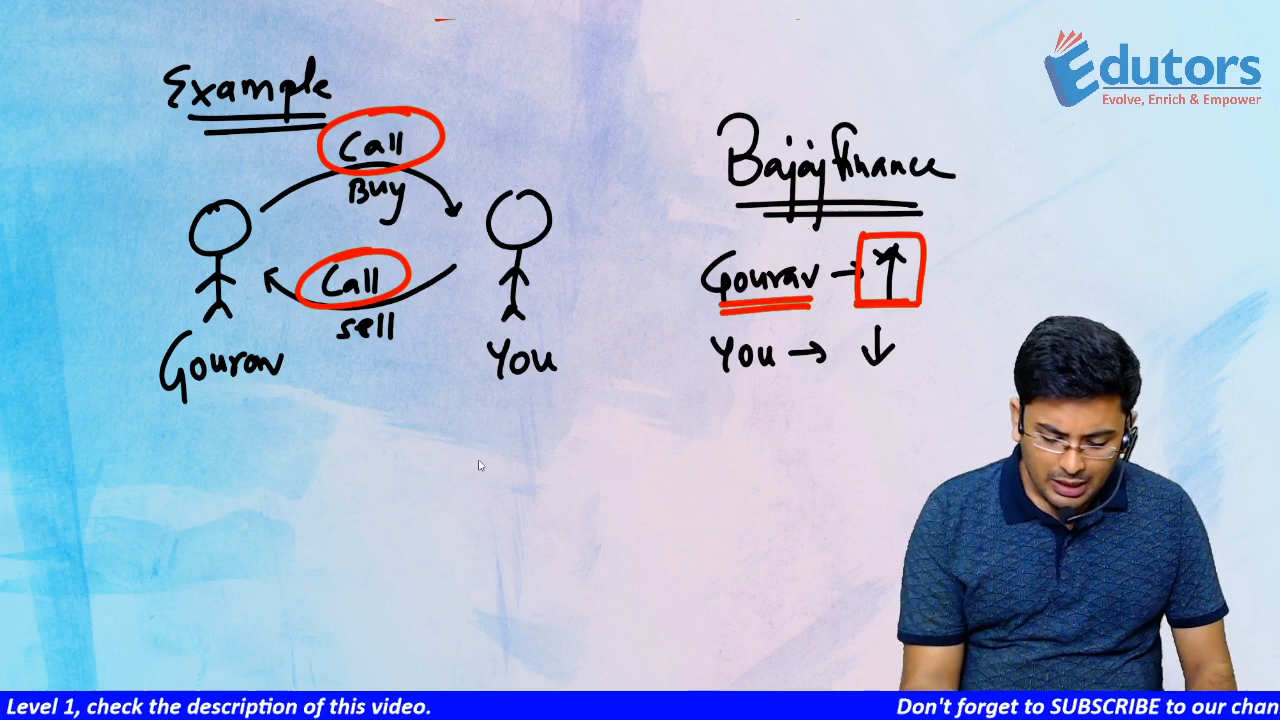 Example
Call
Buy
Call
sell
Gourav
You
Bajaj Finance
Gourav → ↑
You → ↓
Edutors
Evolve, Enrich & Empower
Level 1, check the description of this video.
Don't forget to SUBSCRIBE to our chan